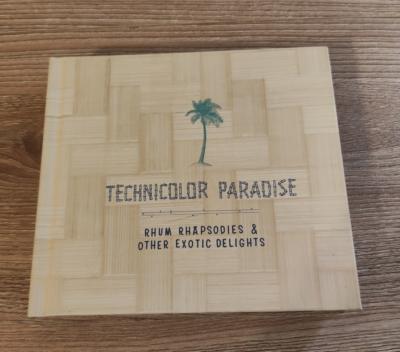 TECHNICOLOR PARADISE
RHUM RHAPSODIES &
OTHER EXOTIC DELIGHTS